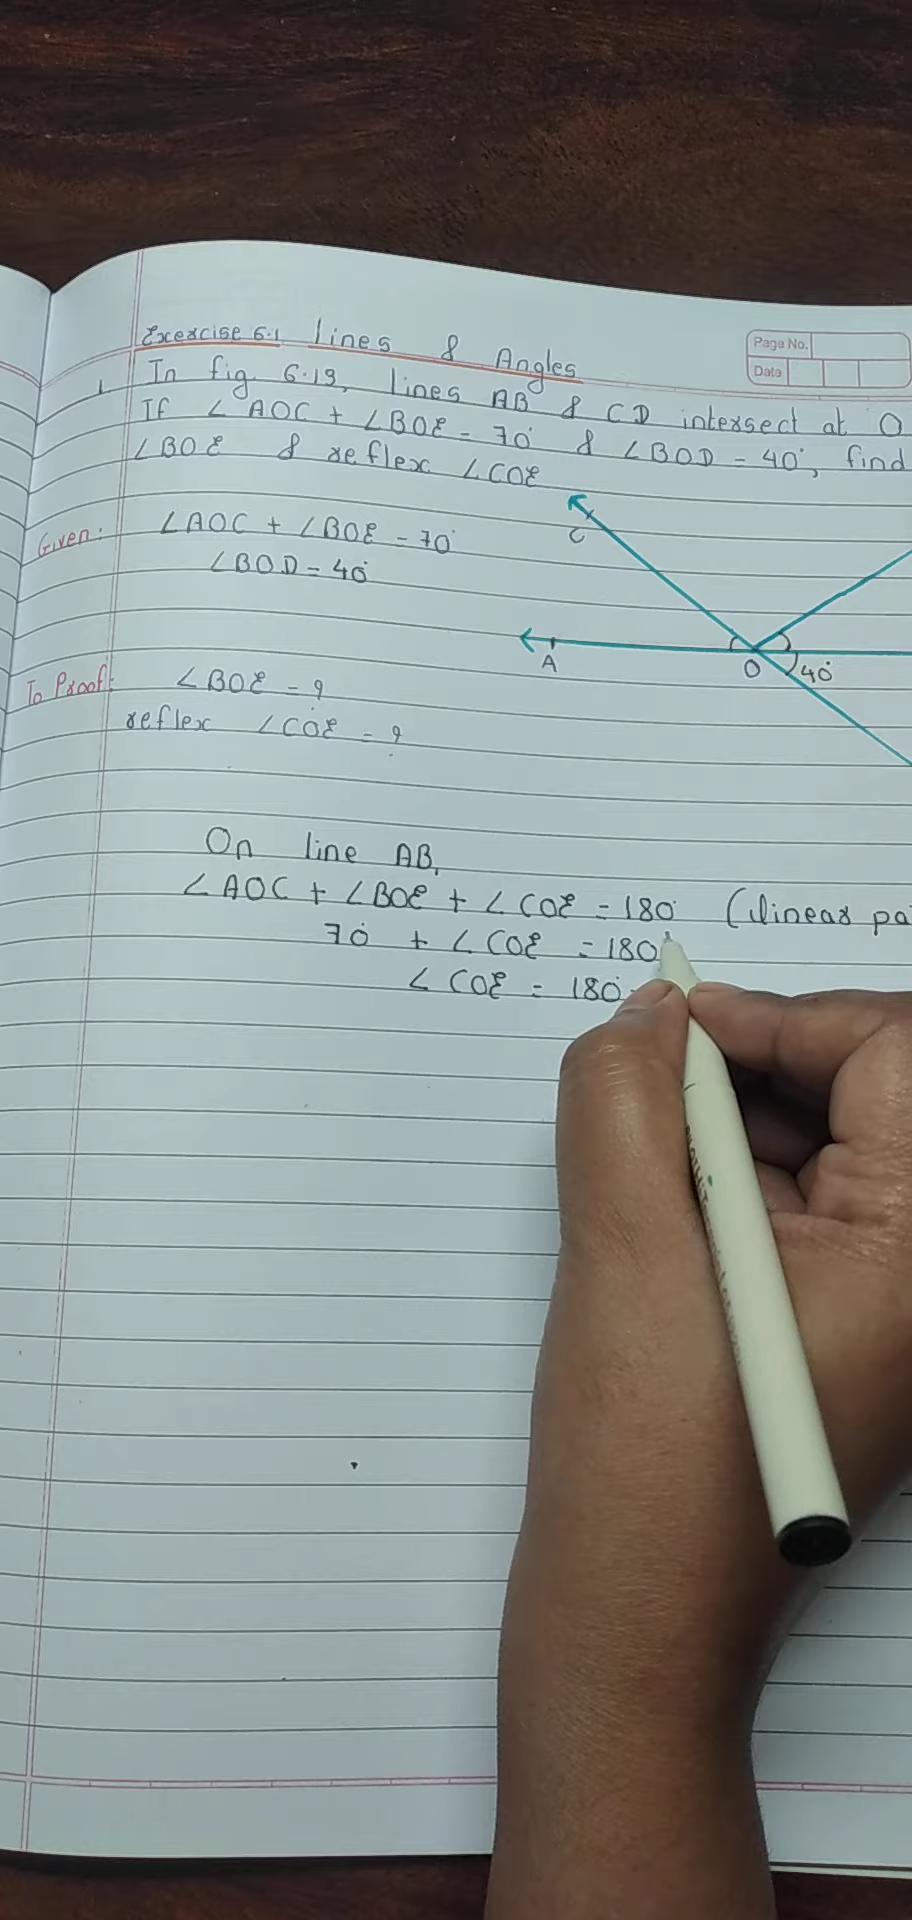 Excercise 6.1 Lines & Angles
Page No.
Date
1. In fig. 6.13, lines AB & CD intersect at O
If ∠AOC + ∠BOE = 70° & ∠BOD = 40°, find
∠BOE & reflex ∠COE
Given: ∠AOC + ∠BOE = 70°
∠BOD = 40°
C
A
O
40°
To Proof: ∠BOE = ?
reflex ∠COE = ?
On line AB,
∠AOC + ∠BOE + ∠COE = 180° (linear pa
70° + ∠COE = 180
∠COE = 180°-